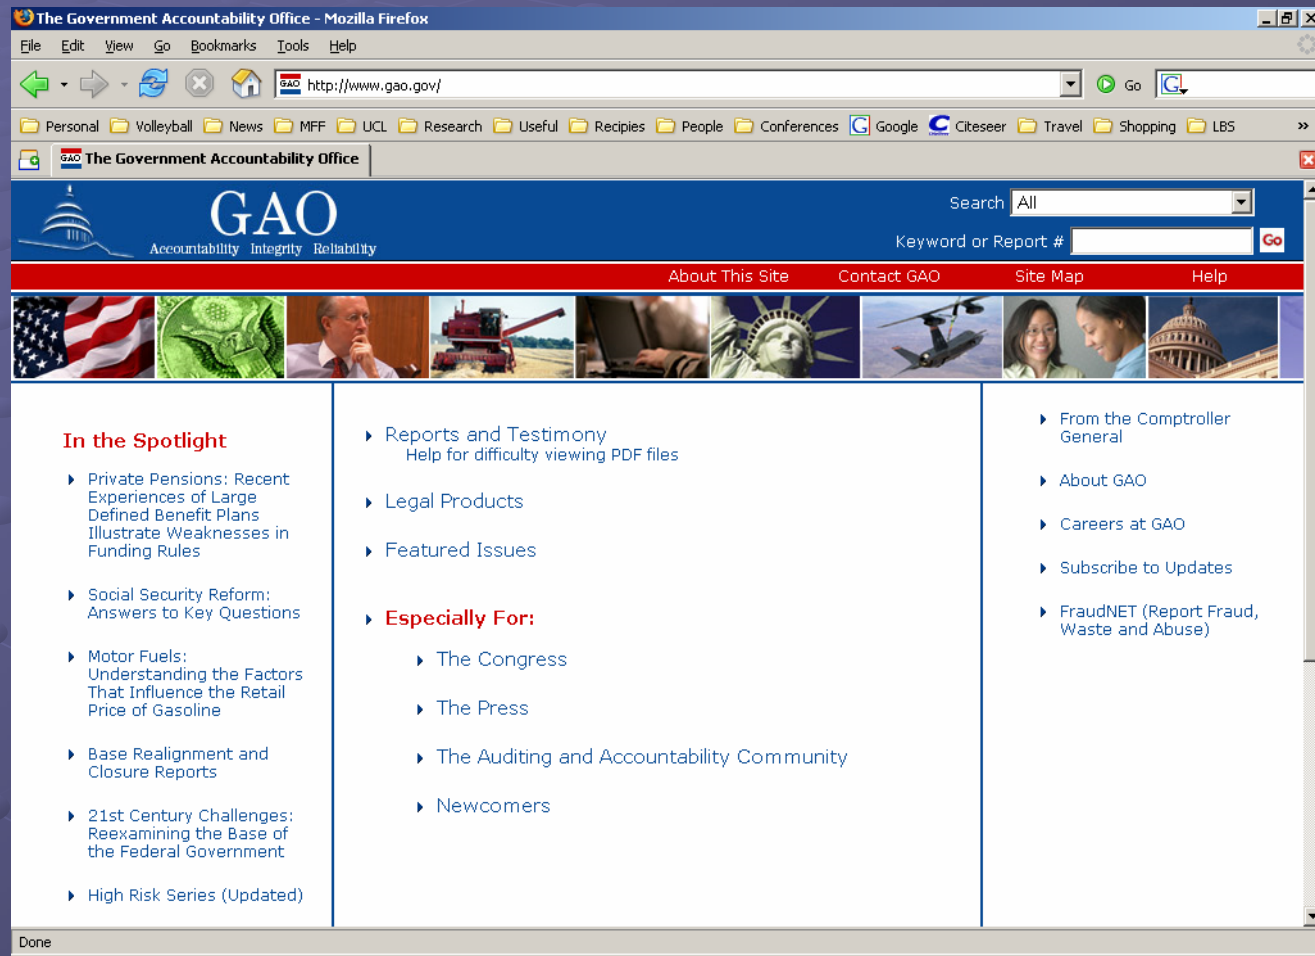 The Government Accountability Office - Mozilla Firefox
File Edit View Go Bookmarks Tools Help
GAO http://www.gao.gov/ Go G
Personal Volleyball News MFF UCL Research Useful Recipies People Conferences G Google C Citeseer Travel Shopping LBS »
GAO The Government Accountability Office
GAO
Accountability Integrity Reliability
Search All
Keyword or Report # Go
About This Site Contact GAO Site Map Help
In the Spotlight
Private Pensions: Recent
Experiences of Large
Defined Benefit Plans
Illustrate Weaknesses in
Funding Rules
Social Security Reform:
Answers to Key Questions
Motor Fuels:
Understanding the Factors
That Influence the Retail
Price of Gasoline
Base Realignment and
Closure Reports
21st Century Challenges:
Reexamining the Base of
the Federal Government
High Risk Series (Updated)
Reports and Testimony
Help for difficulty viewing PDF files
Legal Products
Featured Issues
Especially For:
The Congress
The Press
The Auditing and Accountability Community
Newcomers
From the Comptroller
General
About GAO
Careers at GAO
Subscribe to Updates
FraudNET (Report Fraud,
Waste and Abuse)
Done